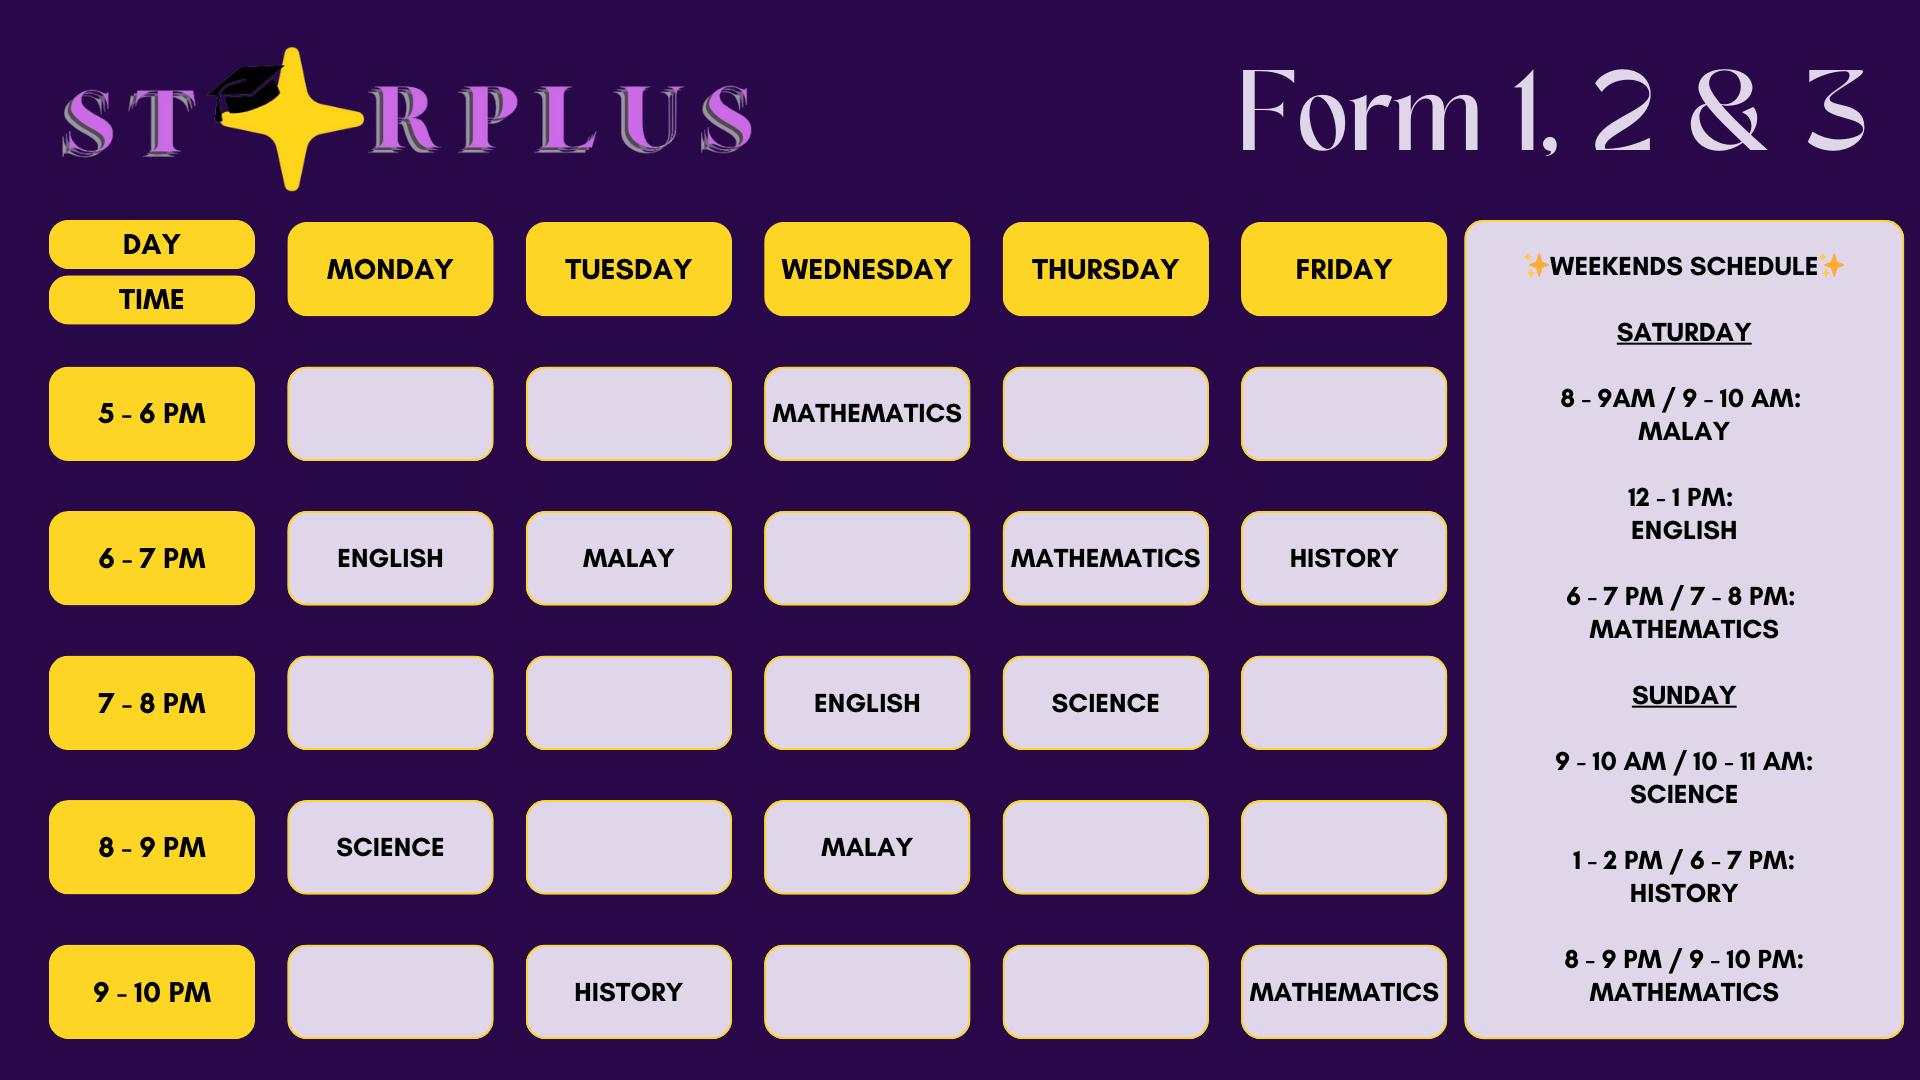 STARPLUS
Form 1, 2 & 3
DAY
TIME
MONDAY
TUESDAY
WEDNESDAY
THURSDAY
FRIDAY
5 - 6 PM
MATHEMATICS
6 - 7 PM
ENGLISH
MALAY
MATHEMATICS
HISTORY
7 - 8 PM
ENGLISH
SCIENCE
8 - 9 PM
SCIENCE
MALAY
9 - 10 PM
HISTORY
MATHEMATICS
✨WEEKENDS SCHEDULE✨
SATURDAY
8 - 9AM / 9 - 10 AM:
MALAY
12 - 1 PM:
ENGLISH
6 - 7 PM / 7 - 8 PM:
MATHEMATICS
SUNDAY
9 - 10 AM / 10 - 11 AM:
SCIENCE
1 - 2 PM / 6 - 7 PM:
HISTORY
8 - 9 PM / 9 - 10 PM:
MATHEMATICS